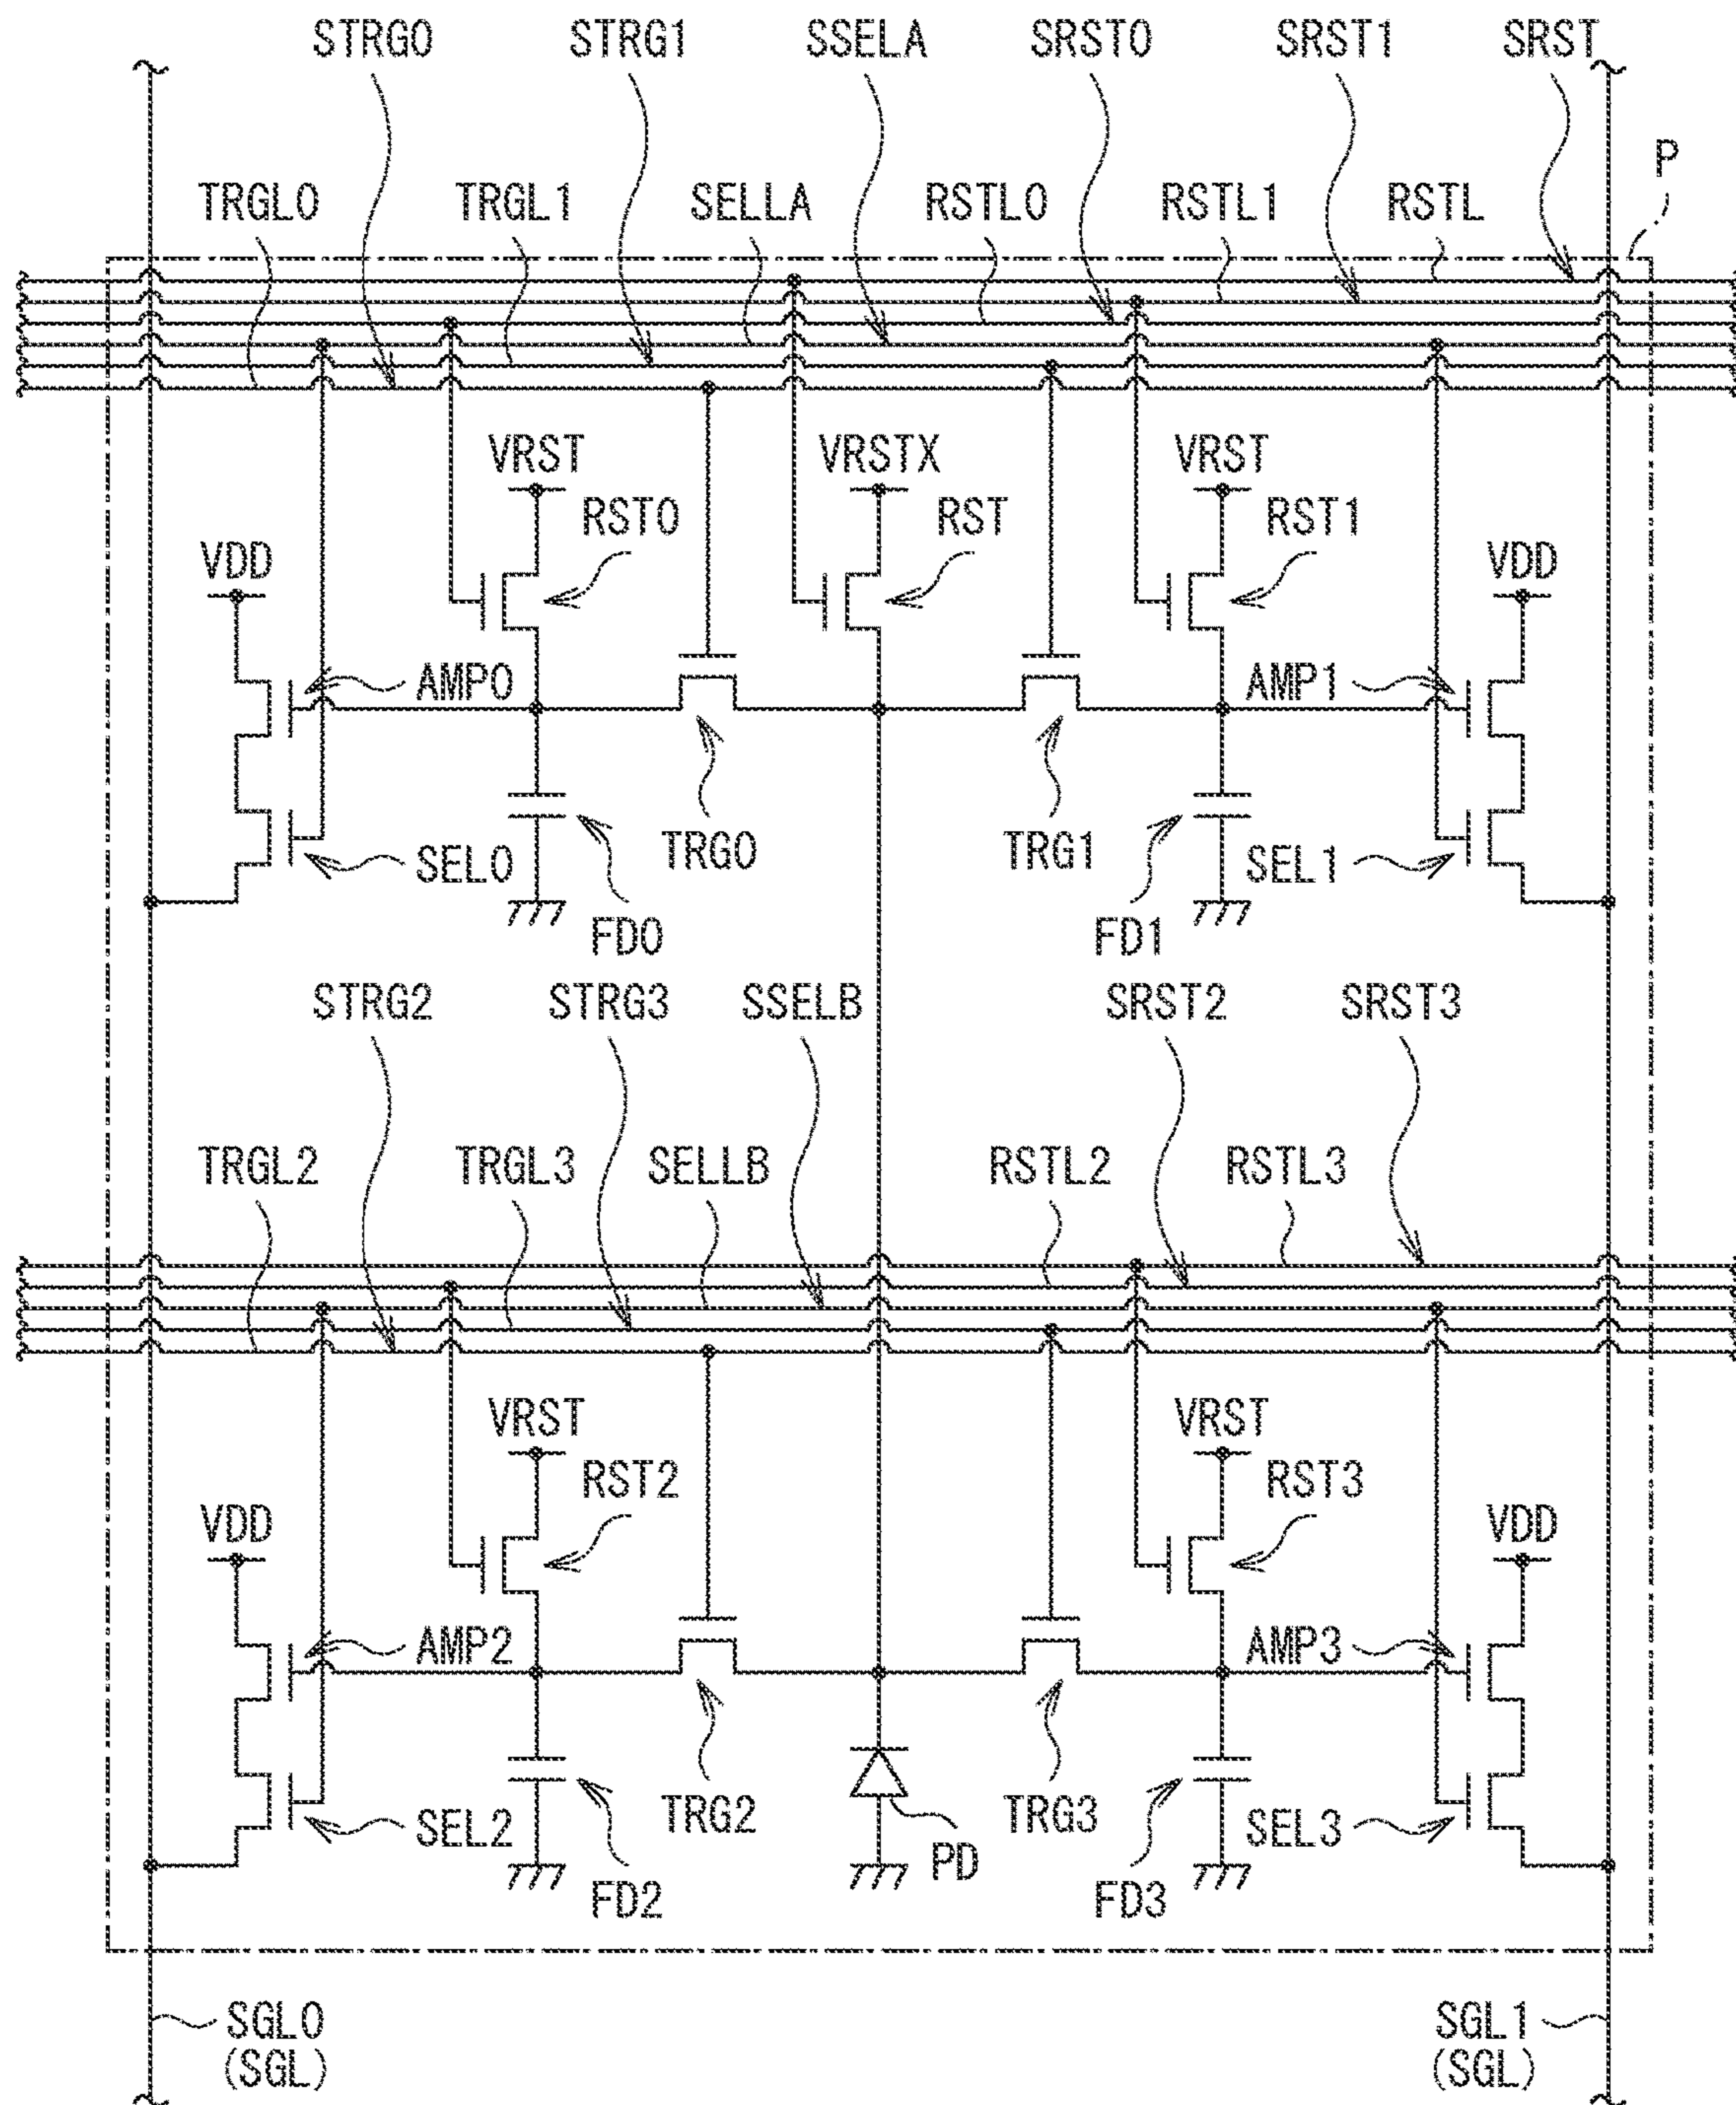 STRG0 STRG1 SSELA SRST0 SRST1 SRST
P
TRGL0 TRGL1 SELLA RSTL0 RSTL1 RSTL
VRST VRSTX VRST
RST0 RST RST1
VDD VDD
AMP0 AMP1
SEL0 TRG0 TRG1 SEL1
FD0 FD1
STRG2 STRG3 SSELB SRST2 SRST3
TRGL2 TRGL3 SELLB RSTL2 RSTL3
VRST VRST
RST2 RST3
VDD VDD
AMP2 AMP3
SEL2 TRG2 TRG3 SEL3
PD
FD2 FD3
SGL0 SGL1
(SGL) (SGL)